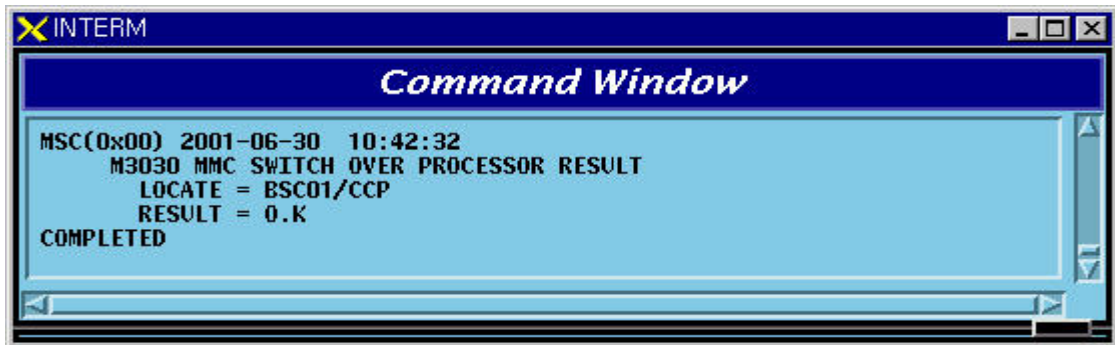 INTERM
Command Window
MSC(0x00) 2001-06-30 10:42:32
M3030 MMC SWITCH OVER PROCESSOR RESULT
LOCATE = BSC01/CCP
RESULT = O.K
COMPLETED